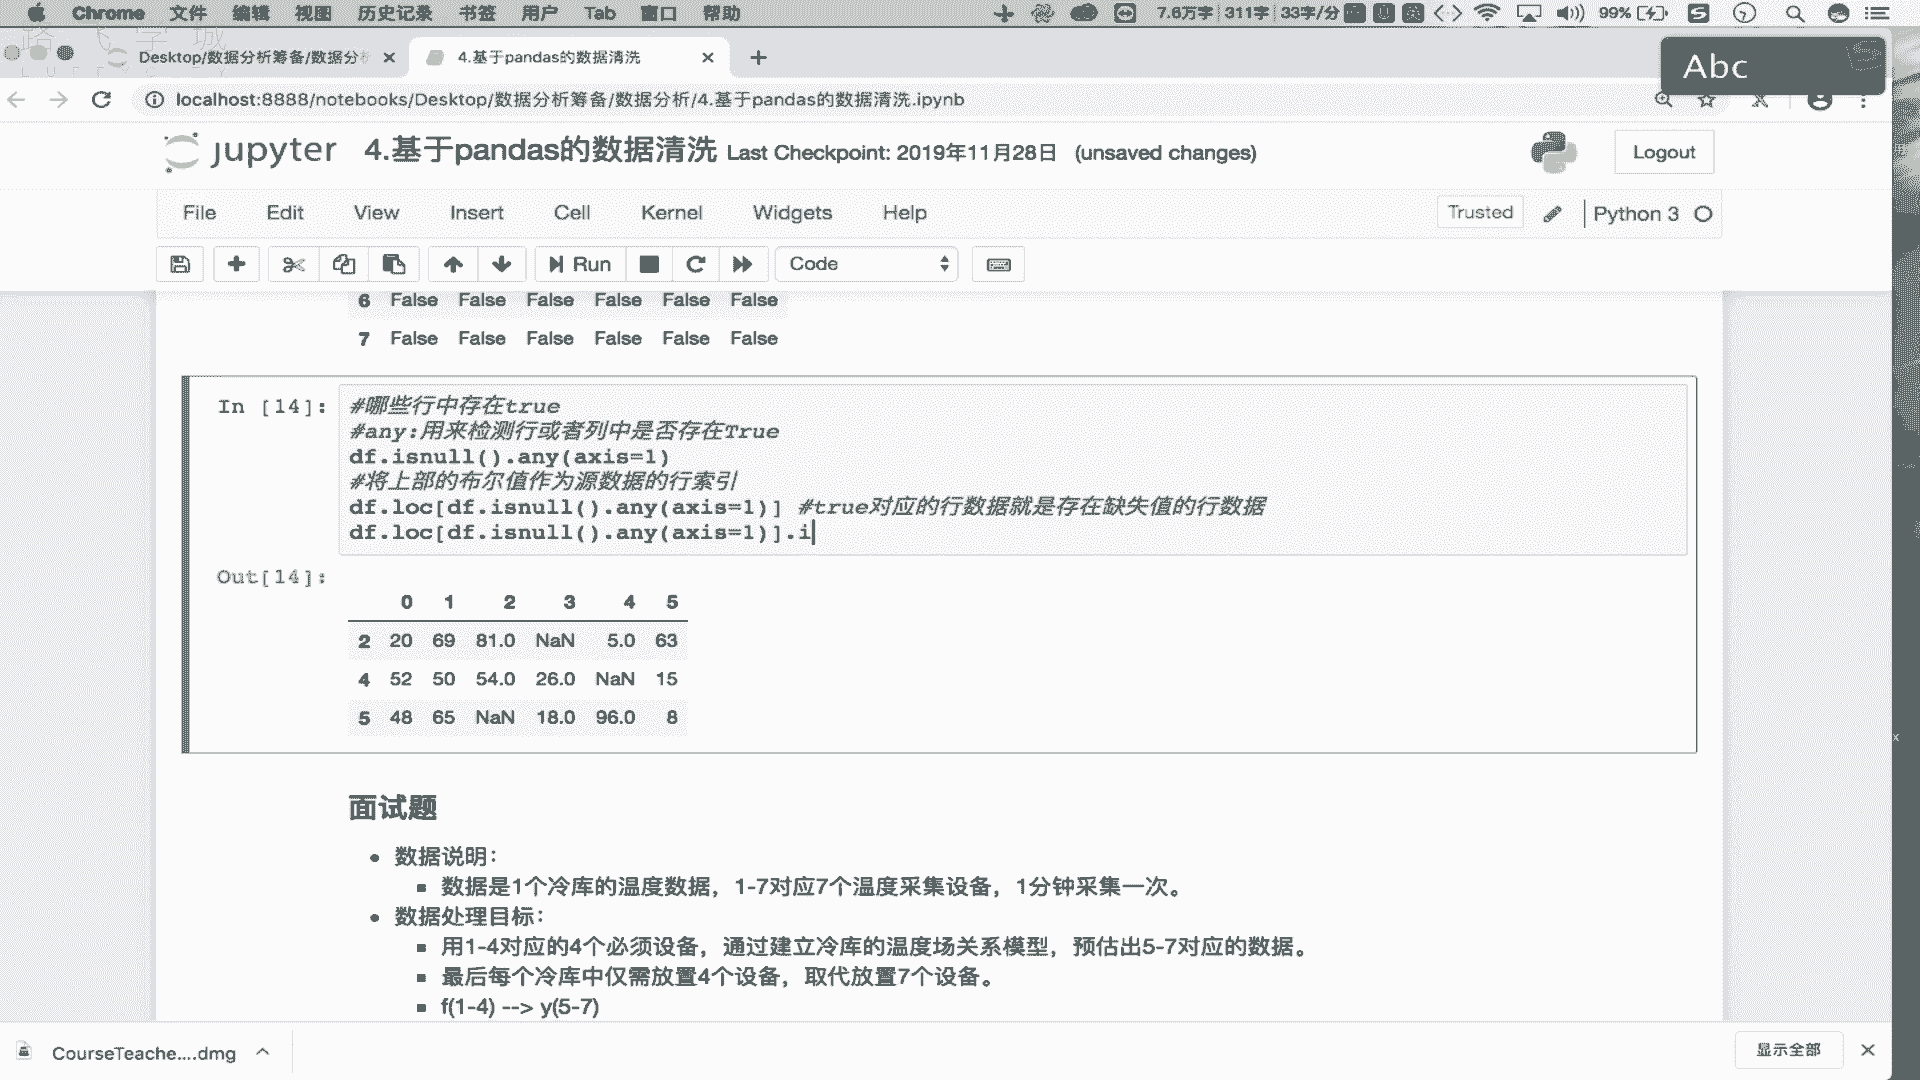 Chrome 文件 编辑 视图 历史记录 书签 用户 Tab 窗口 帮助 7.6万字 311字 33字/分 99%
Desktop/数据分析筹备/数据分
4.基于pandas的数据清洗
Abc
localhost:8888/notebooks/Desktop/数据分析筹备/数据分析/4.基于pandas的数据清洗.ipynb
jupyter 4.基于pandas的数据清洗 Last Checkpoint: 2019年11月28日 (unsaved changes)
Logout
File Edit View Insert Cell Kernel Widgets Help
Trusted
Python 3
Run
Code
6 False False False False False False
7 False False False False False False
In [14]:
#哪些行中存在true
#any:用来检测行或者列中是否存在True
df.isnull().any(axis=1)
#将上部的布尔值作为源数据的行索引
df.loc[df.isnull().any(axis=1)] #true对应的行数据就是存在缺失值的行数据
df.loc[df.isnull().any(axis=1)].i
Out[14]:
0 1 2 3 4 5
2 20 69 81.0 NaN 5.0 63
4 52 50 54.0 26.0 NaN 15
5 48 65 NaN 18.0 96.0 8
面试题
数据说明：
数据是1个冷库的温度数据，1-7对应7个温度采集设备，1分钟采集一次。
数据处理目标：
用1-4对应的4个必须设备，通过建立冷库的温度场关系模型，预估出5-7对应的数据。
最后每个冷库中仅需放置4个设备，取代放置7个设备。
f(1-4) --> y(5-7)
CourseTeache....dmg
显示全部